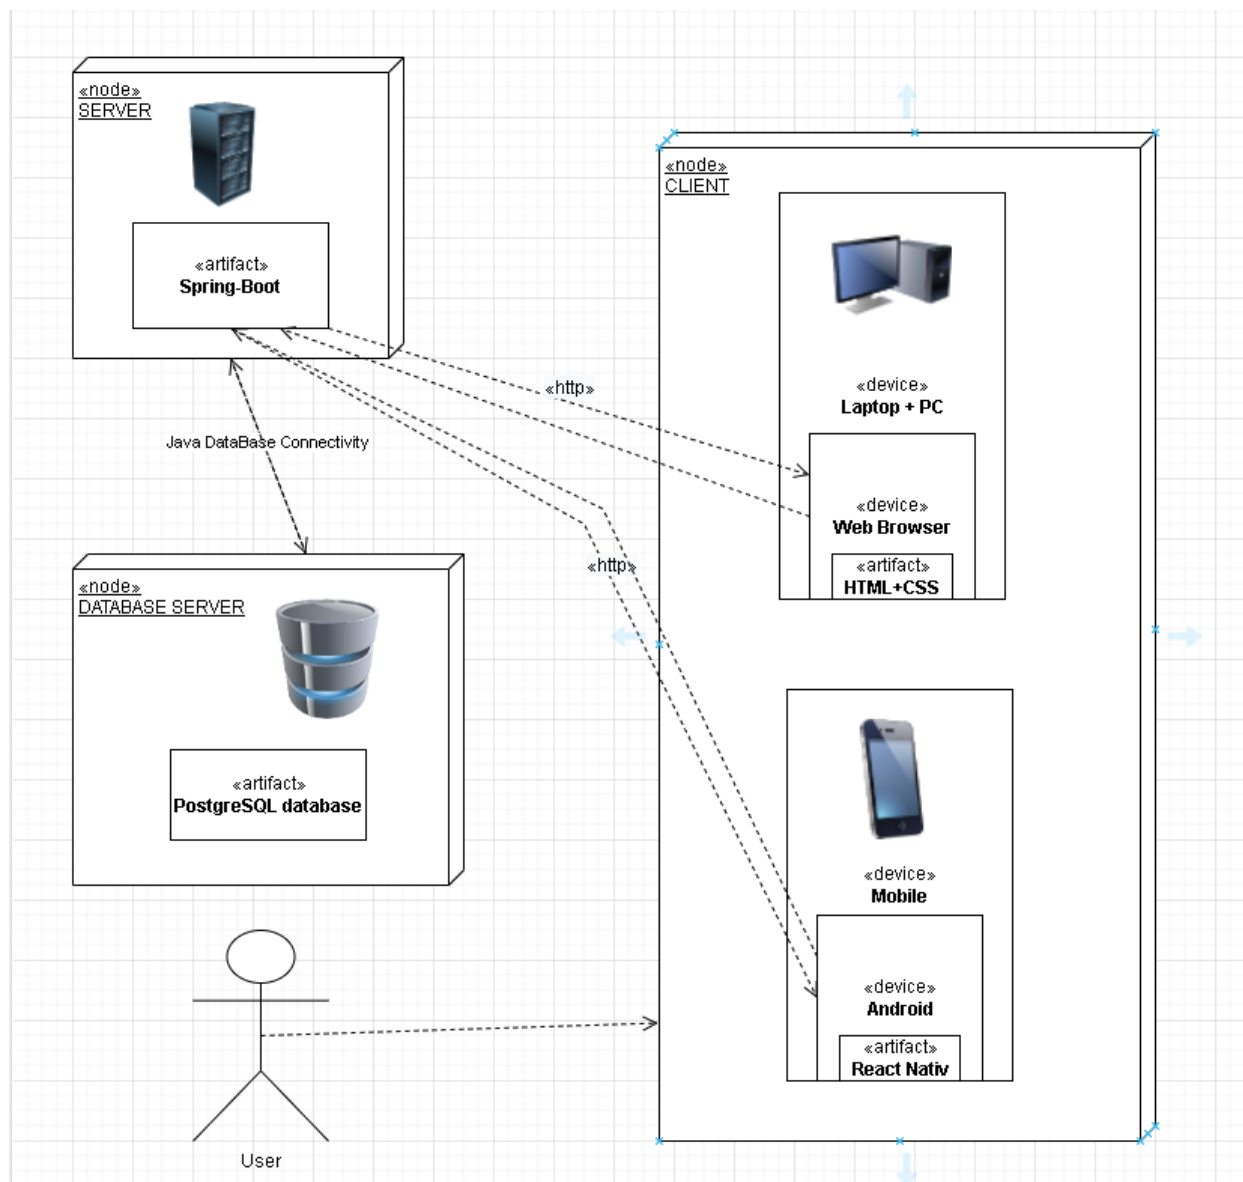 «node»
SERVER
«artifact»
Spring-Boot
Java DataBase Connectivity
«node»
DATABASE SERVER
«artifact»
PostgreSQL database
User
«http»
«http»
«node»
CLIENT
«device»
Laptop + PC
«device»
Web Browser
«artifact»
HTML+CSS
«device»
Mobile
«device»
Android
«artifact»
React Nativ